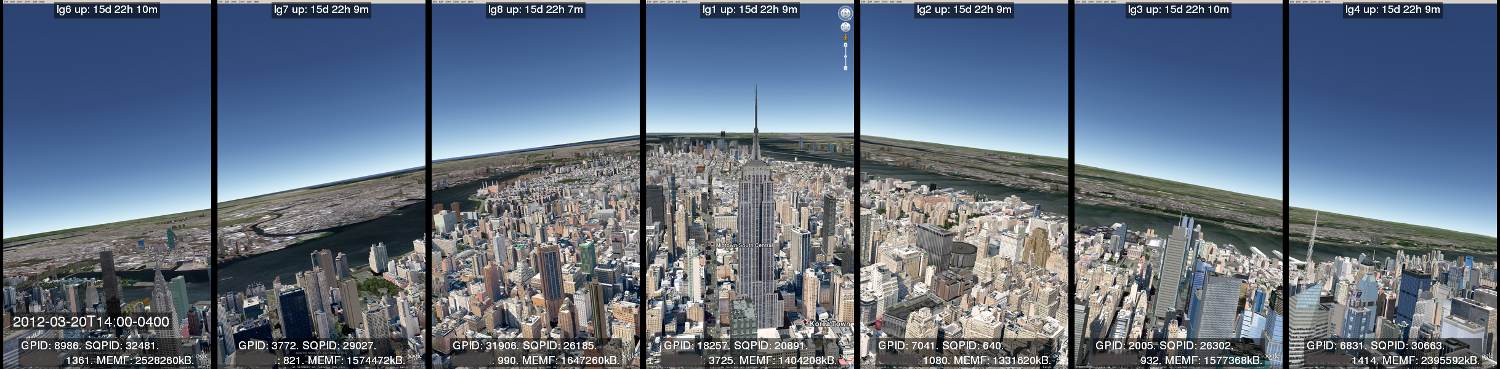 lg6 up: 15d 22h 10m
lg7 up: 15d 22h 9m
lg8 up: 15d 22h 7m
lg1 up: 15d 22h 9m
lg2 up: 15d 22h 9m
lg3 up: 15d 22h 10m
lg4 up: 15d 22h 9m
Korea Town
2012-03-20T14:00-0400
GPID: 8986. SQPID: 32481.
1361. MEMF: 2528260kB.
GPID: 3772. SQPID: 29027.
: 821. MEMF: 1574472kB.
GPID: 31906. SQPID: 26185.
990. MEMF: 1647260kB.
GPID: 18257. SQPID: 20891.
3725. MEMF: 1404208kB.
GPID: 7041. SQPID: 640.
1080. MEMF: 1331620kB.
GPID: 2005. SQPID: 26302.
932. MEMF: 1577368kB.
GPID: 6831. SQPID: 30663.
1414. MEMF: 2395592kB.